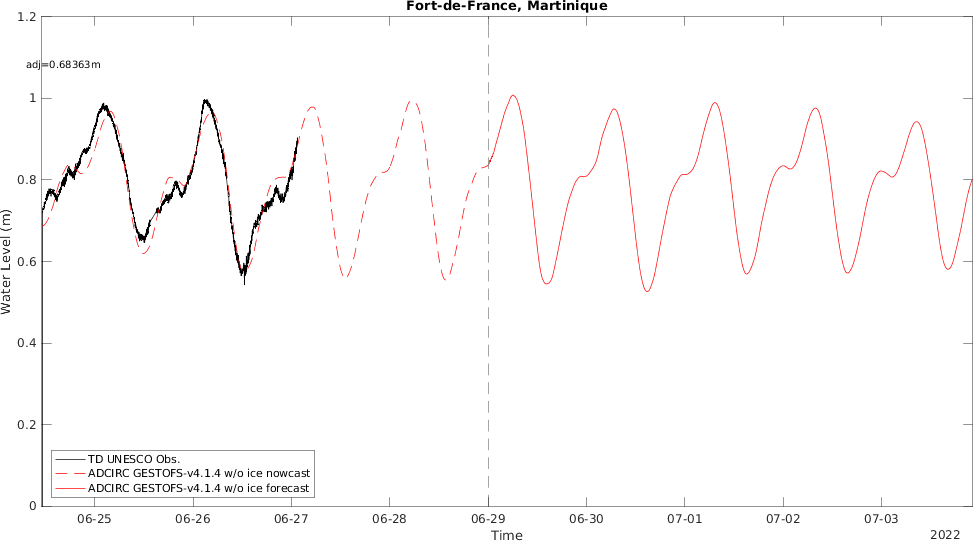 Fort-de-France, Martinique
adj=0.68363m
Water Level (m)
1.2
1
0.8
0.6
0.4
0.2
0
TD UNESCO Obs.
ADCIRC GESTOFS-v4.1.4 w/o ice nowcast
ADCIRC GESTOFS-v4.1.4 w/o ice forecast
06-25 06-26 06-27 06-28 06-29 06-30 07-01 07-02 07-03
Time
2022